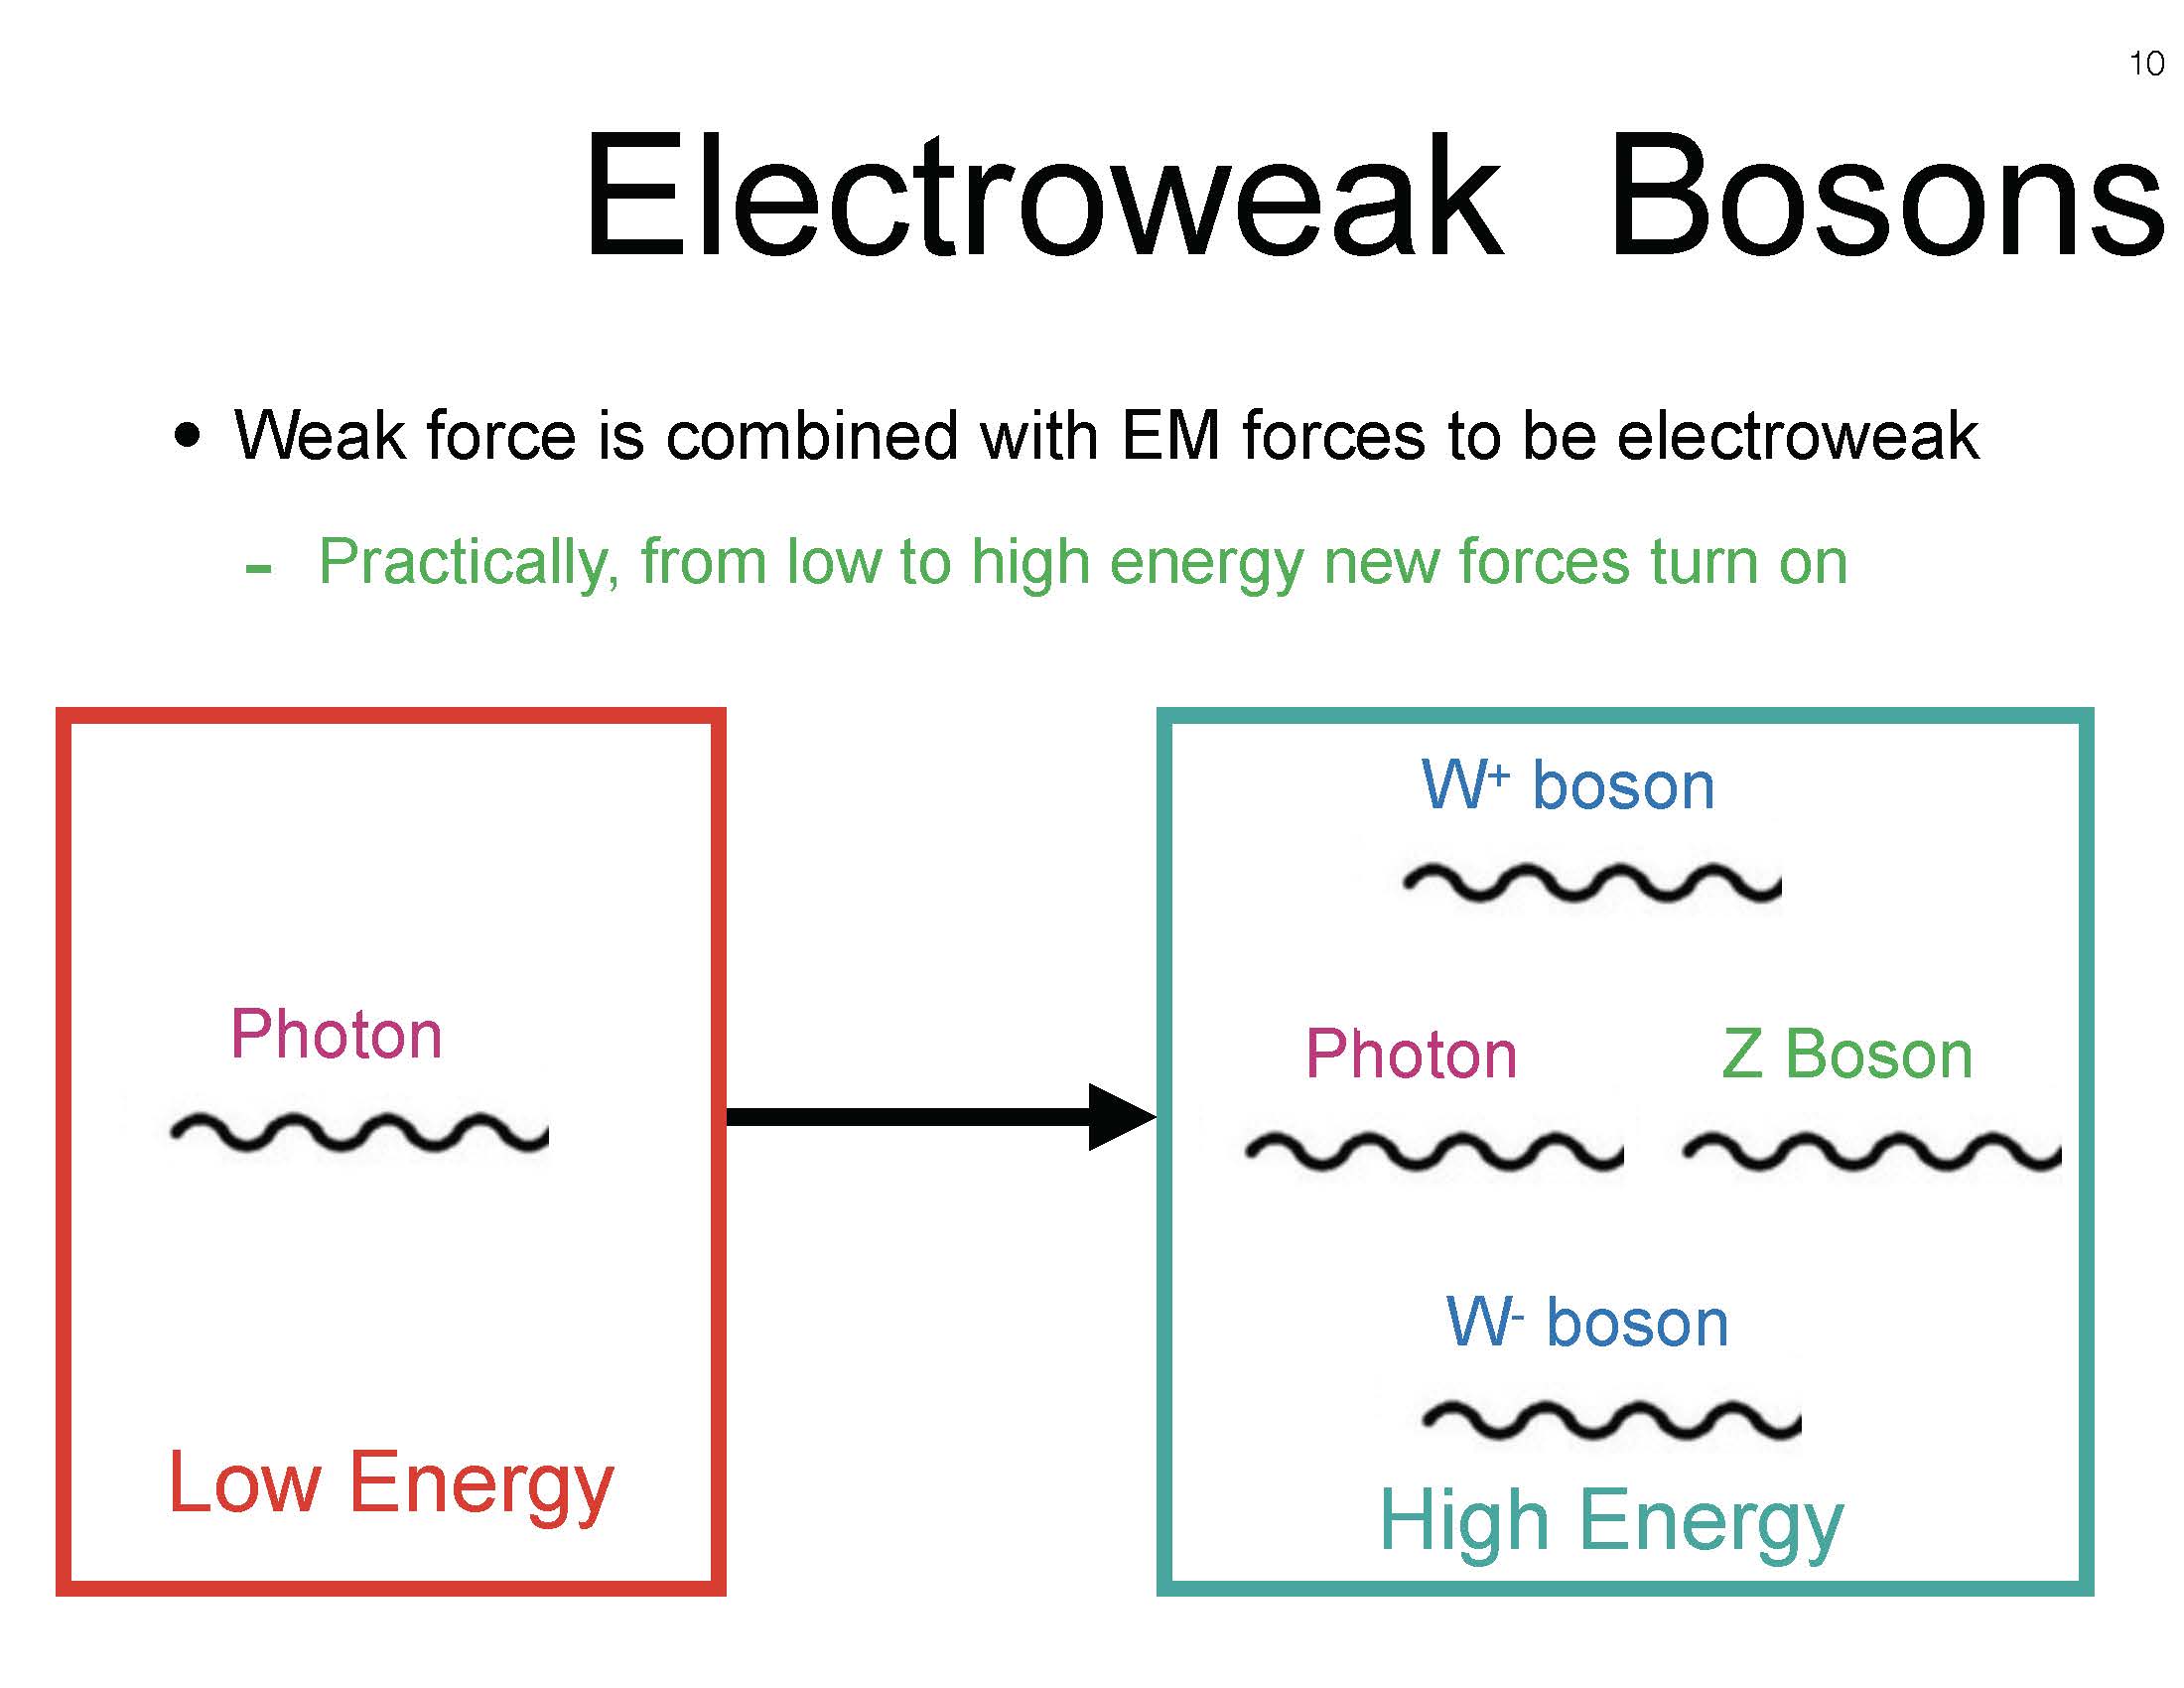 10
Electroweak Bosons
• Weak force is combined with EM forces to be electroweak
- Practically, from low to high energy new forces turn on
Photon
Low Energy
W⁺ boson
Photon Z Boson
W⁻ boson
High Energy